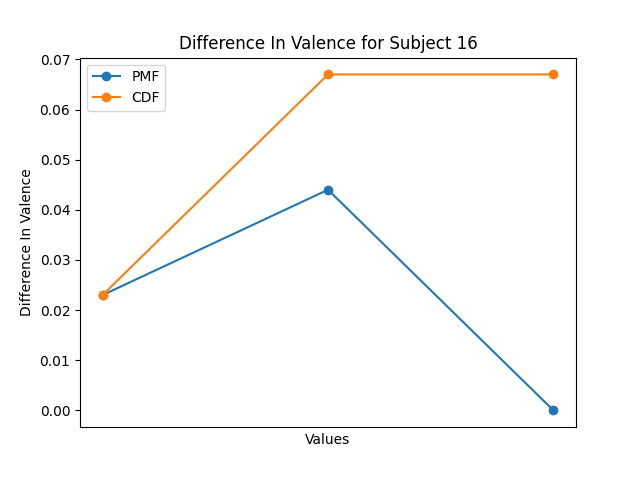 Difference In Valence for Subject 16
PMF
CDF
0.07
0.06
0.05
0.04
0.03
0.02
0.01
0.00
Difference In Valence
Values